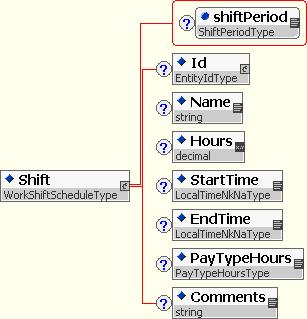 shiftPeriod
ShiftPeriodType
Id
EntityIdType
Name
string
Hours
decimal
Shift
WorkShiftScheduleType
StartTime
LocalTimeNkNaType
EndTime
LocalTimeNkNaType
PayTypeHours
PayTypeHoursType
Comments
string